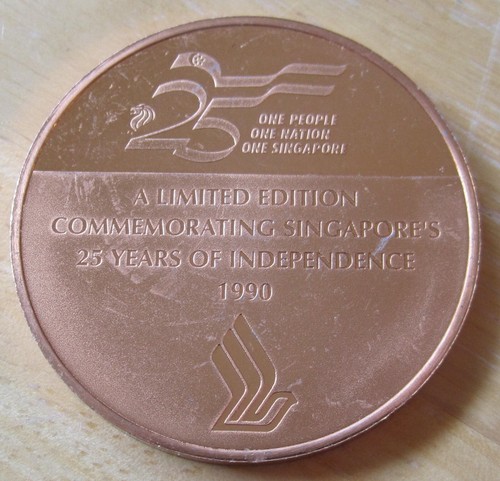 25
ONE PEOPLE
ONE NATION
ONE SINGAPORE
A LIMITED EDITION
COMMEMORATING SINGAPORE'S
25 YEARS OF INDEPENDENCE
1990